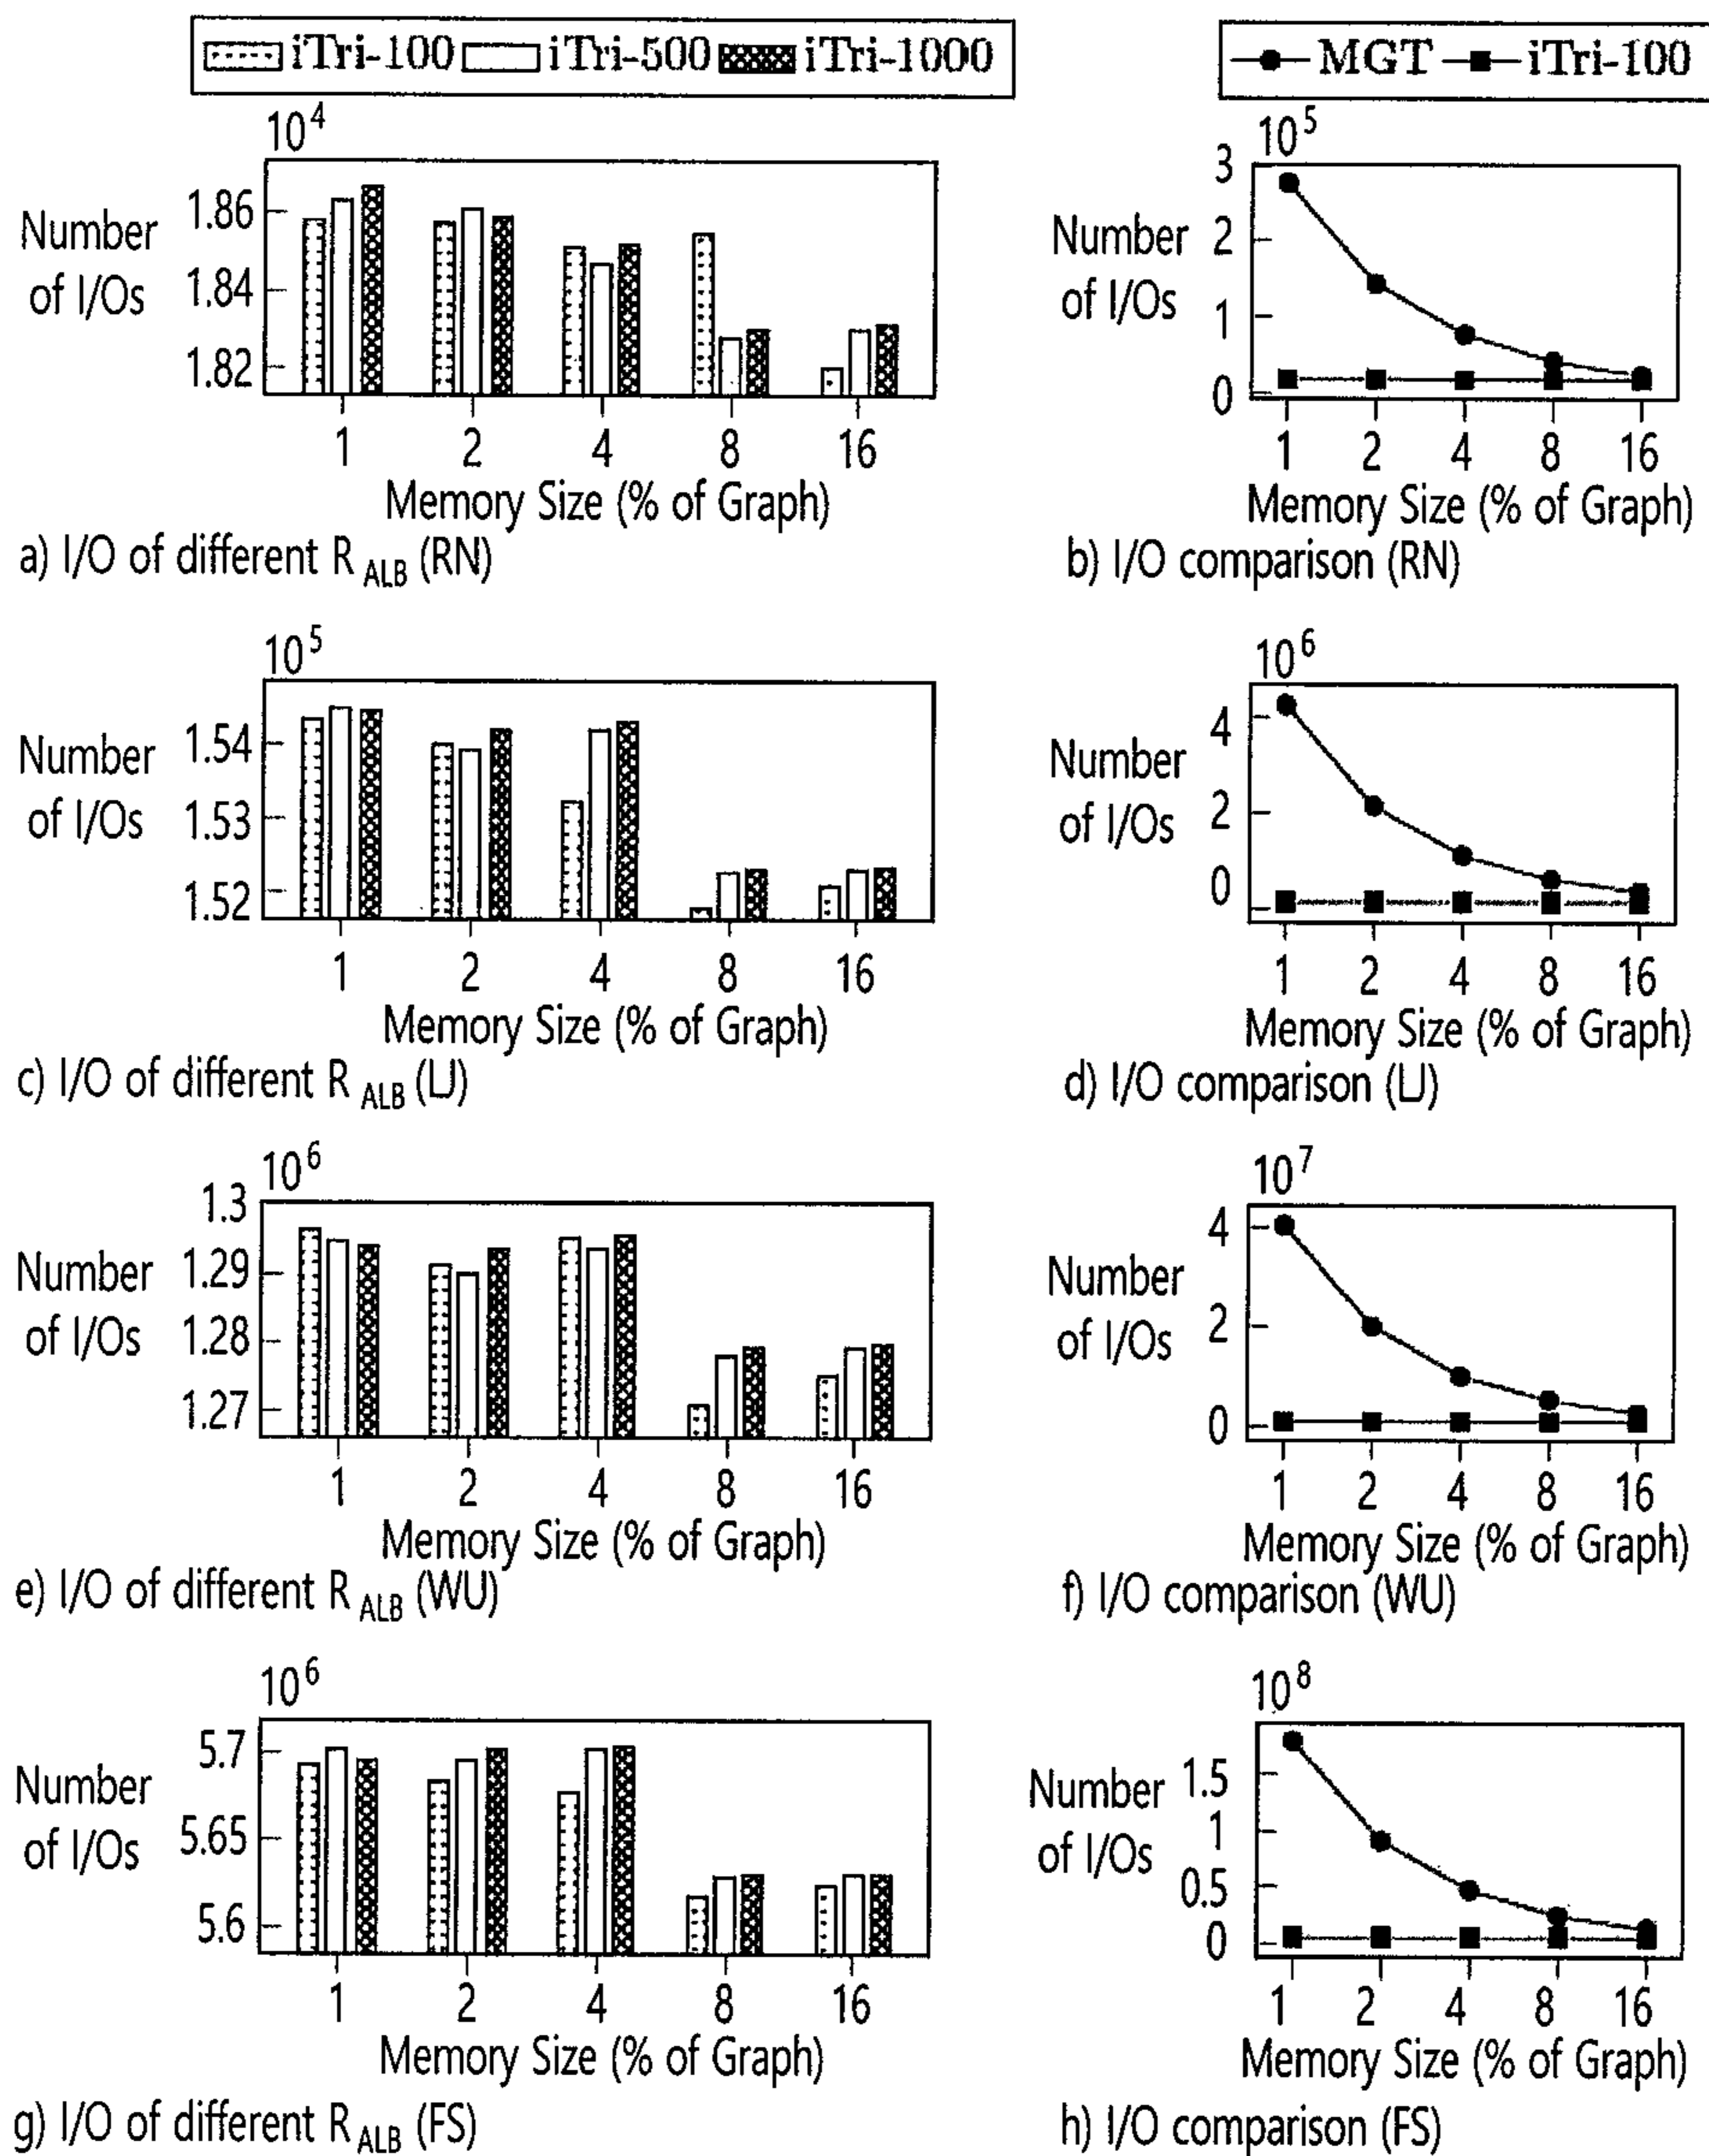 iTri-100 iTri-500 iTri-1000
MGT iTri-100
10^4
1.86
1.84
1.82
Number
of I/Os
1 2 4 8 16
Memory Size (% of Graph)
a) I/O of different R ALB (RN)
10^5
3
2
1
0
Number
of I/Os
1 2 4 8 16
Memory Size (% of Graph)
b) I/O comparison (RN)
10^5
1.54
1.53
1.52
Number
of I/Os
1 2 4 8 16
Memory Size (% of Graph)
c) I/O of different R ALB (LJ)
10^6
4
2
0
Number
of I/Os
1 2 4 8 16
Memory Size (% of Graph)
d) I/O comparison (LJ)
10^6
1.3
1.29
1.28
1.27
Number
of I/Os
1 2 4 8 16
Memory Size (% of Graph)
e) I/O of different R ALB (WU)
10^7
4
2
0
Number
of I/Os
1 2 4 8 16
Memory Size (% of Graph)
f) I/O comparison (WU)
10^6
5.7
5.65
5.6
Number
of I/Os
1 2 4 8 16
Memory Size (% of Graph)
g) I/O of different R ALB (FS)
10^8
1.5
1
0.5
0
Number
of I/Os
1 2 4 8 16
Memory Size (% of Graph)
h) I/O comparison (FS)